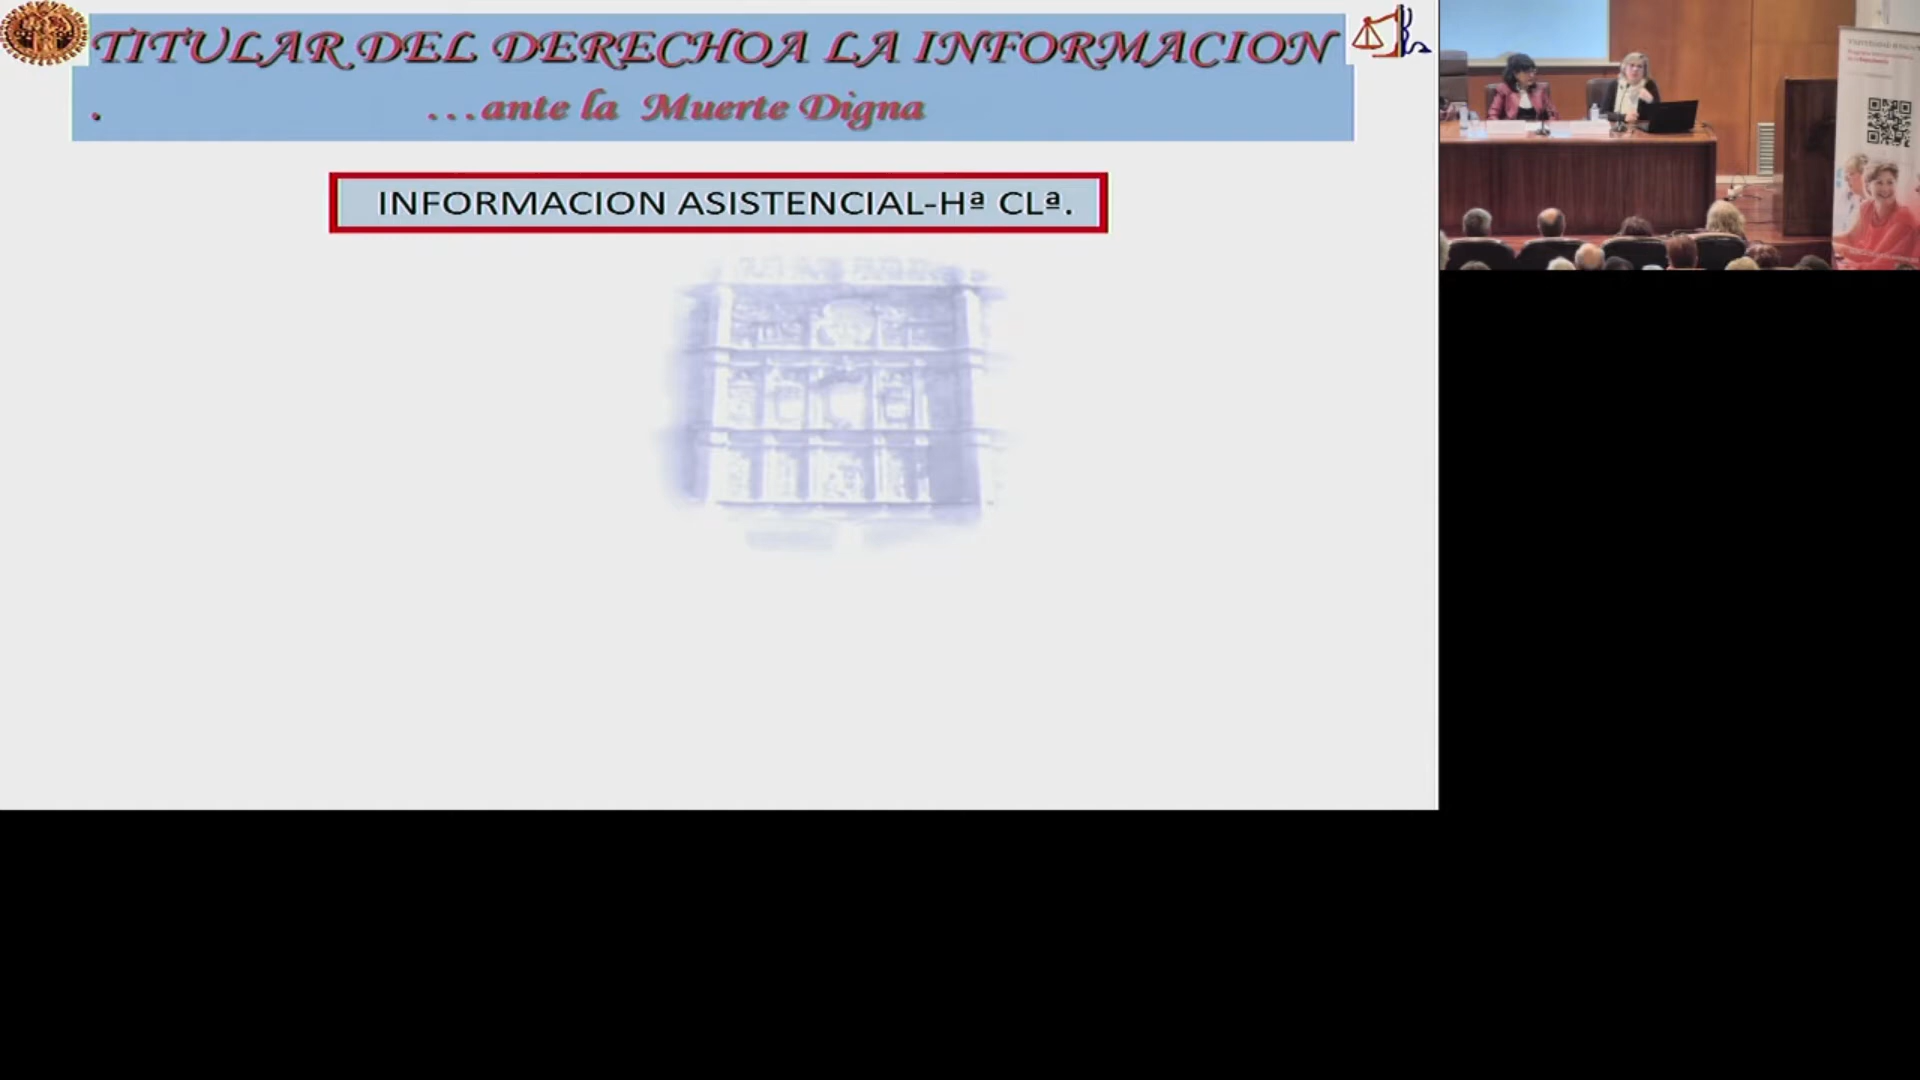 TITULAR DEL DERECHOA LA INFORMACION
. ...ante la Muerte Digna
INFORMACION ASISTENCIAL-Hª CLª.